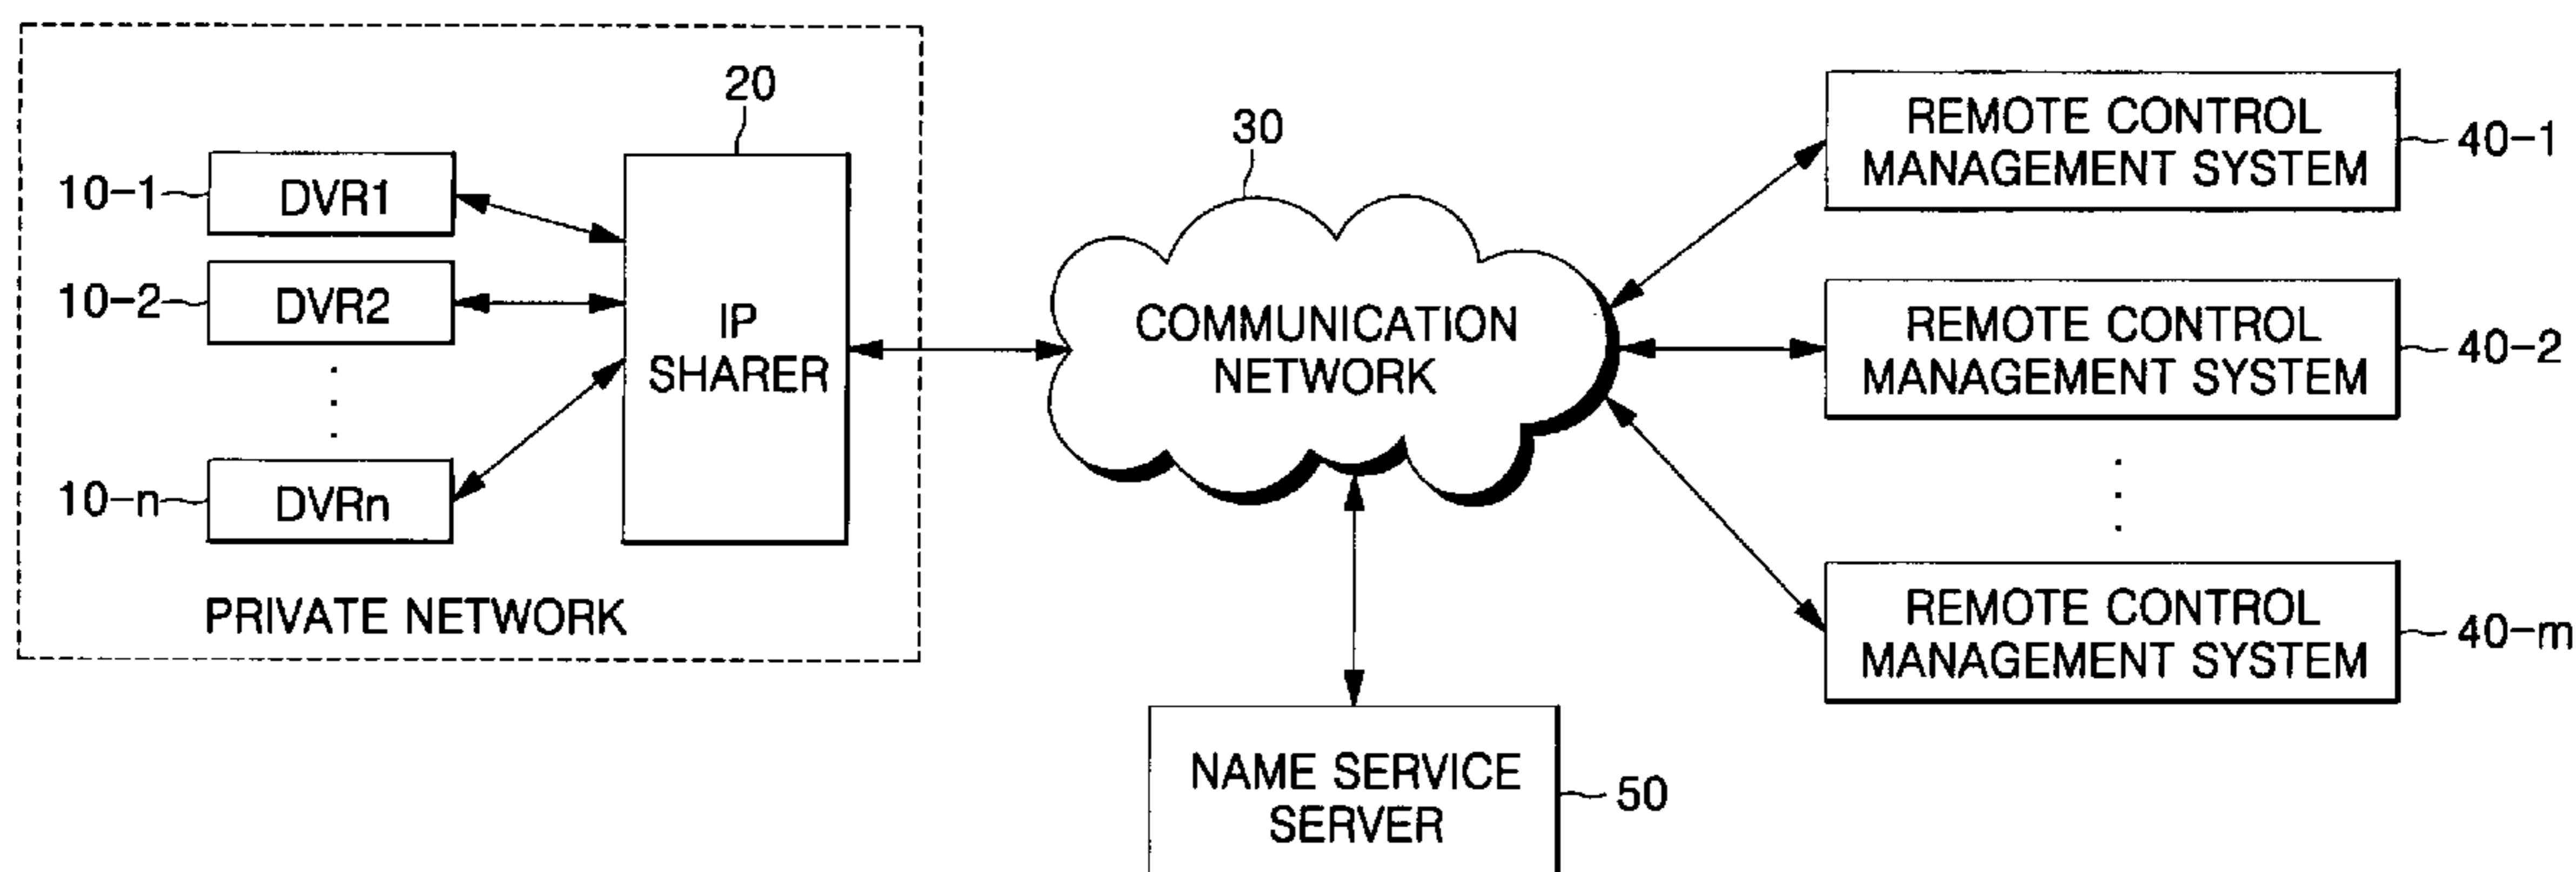 20
10-1
DVR1
10-2
DVR2
10-n
DVRn
IP
SHARER
PRIVATE NETWORK
30
COMMUNICATION
NETWORK
REMOTE CONTROL
MANAGEMENT SYSTEM
40-1
REMOTE CONTROL
MANAGEMENT SYSTEM
40-2
REMOTE CONTROL
MANAGEMENT SYSTEM
40-m
NAME SERVICE
SERVER
50